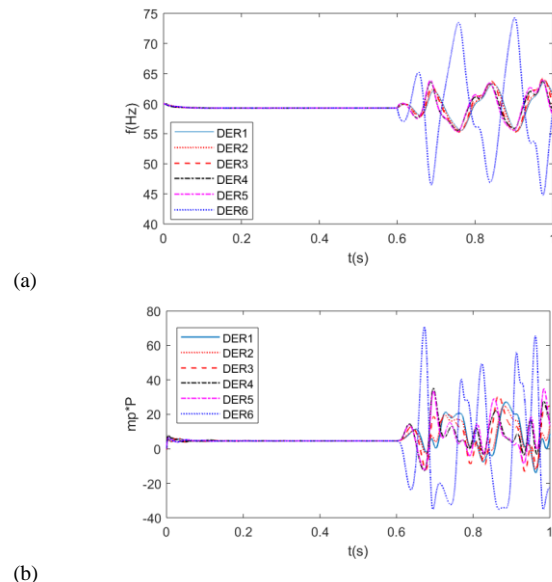 75
70
65
60
55
50
45
40
f(Hz)
DER1
DER2
DER3
DER4
DER5
DER6
0 0.2 0.4 0.6 0.8 1
t(s)
(a)
80
60
40
20
0
-20
-40
mp*P
DER1
DER2
DER3
DER4
DER5
DER6
0 0.2 0.4 0.6 0.8 1
t(s)
(b)